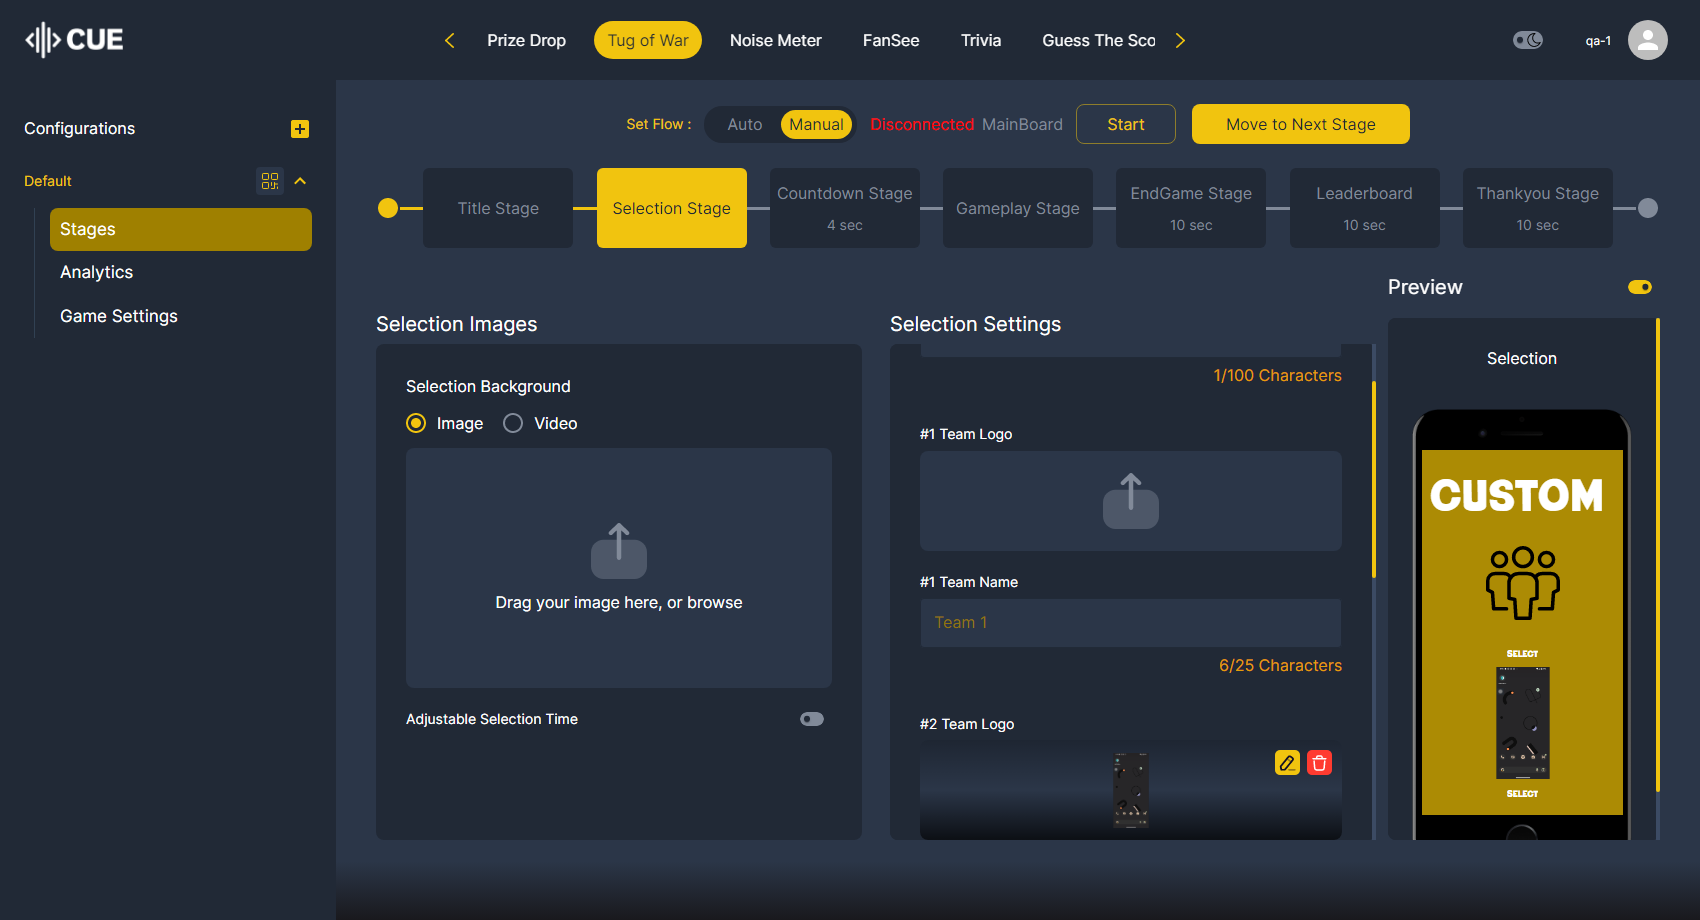 CUE
Prize Drop
Tug of War
Noise Meter
FanSee
Trivia
Guess The Sco
qa-1
Configurations
Default
Stages
Analytics
Game Settings
Set Flow :
Auto
Manual
Disconnected MainBoard
Start
Move to Next Stage
Title Stage
Selection Stage
Countdown Stage
4 sec
Gameplay Stage
EndGame Stage
10 sec
Leaderboard
10 sec
Thankyou Stage
10 sec
Selection Images
Selection Background
Image
Video
Drag your image here, or browse
Adjustable Selection Time
Selection Settings
1/100 Characters
#1 Team Logo
#1 Team Name
Team 1
6/25 Characters
#2 Team Logo
Preview
Selection
CUSTOM
SELECT
SELECT